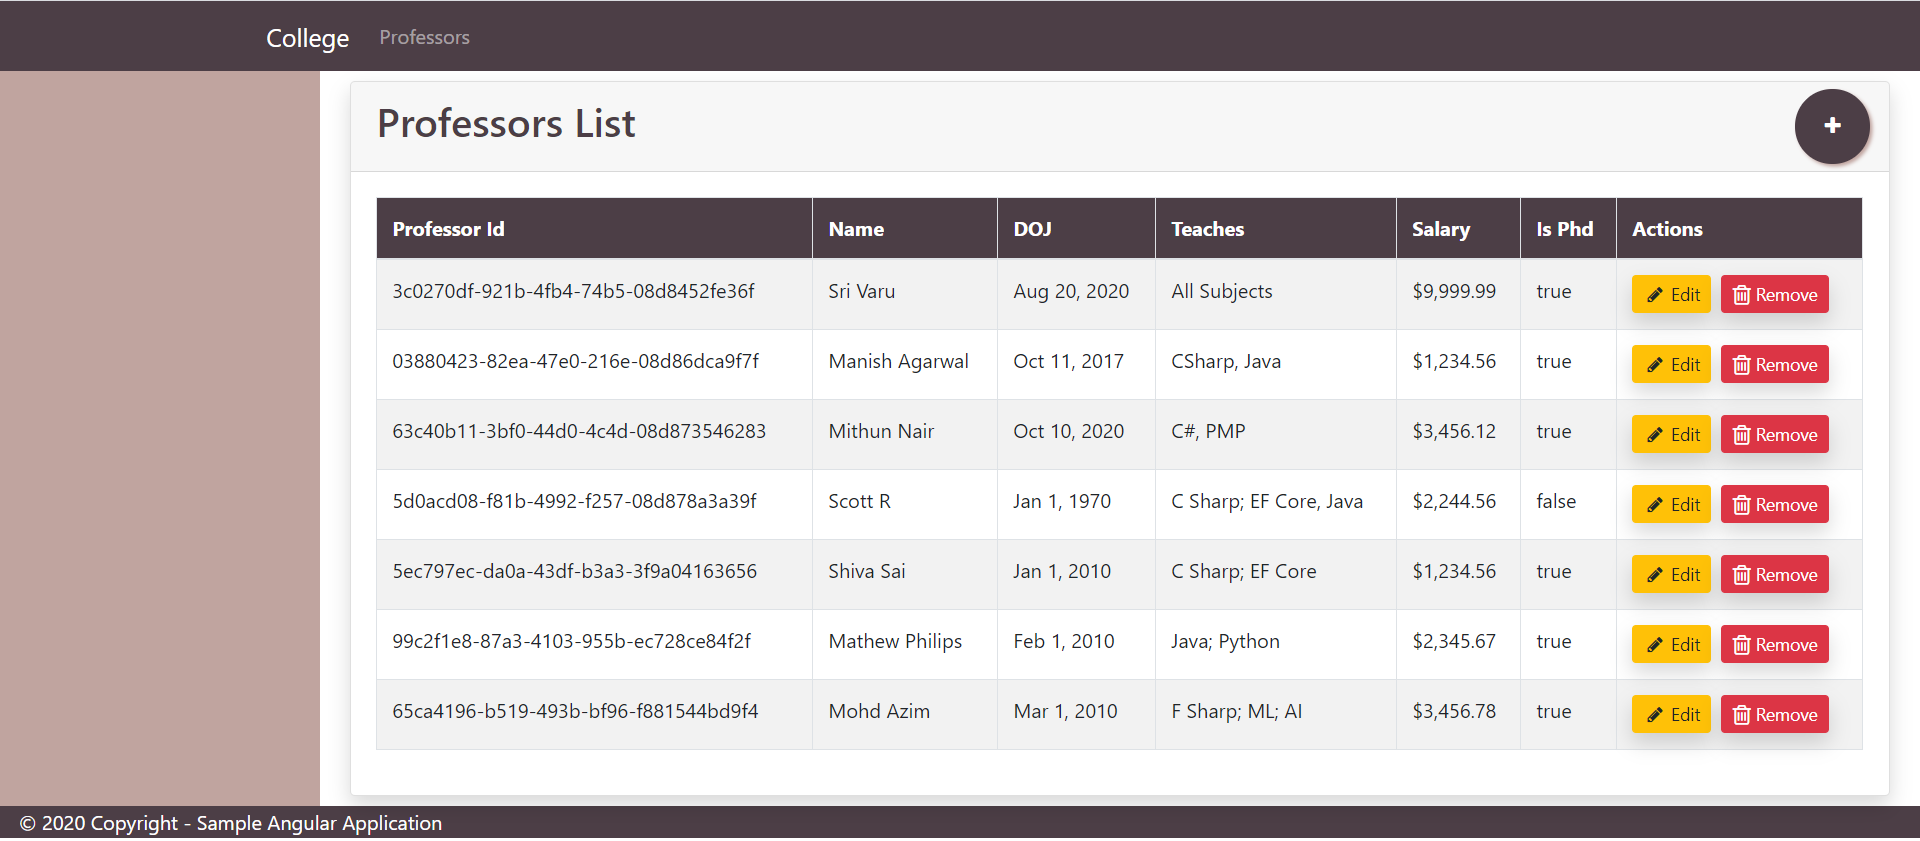 College Professors
Professors List
Professor Id Name DOJ Teaches Salary Is Phd Actions
3c0270df-921b-4fb4-74b5-08d8452fe36f Sri Varu Aug 20, 2020 All Subjects $9,999.99 true Edit Remove
03880423-82ea-47e0-216e-08d86dca9f7f Manish Agarwal Oct 11, 2017 CSharp, Java $1,234.56 true Edit Remove
63c40b11-3bf0-44d0-4c4d-08d873546283 Mithun Nair Oct 10, 2020 C#, PMP $3,456.12 true Edit Remove
5d0acd08-f81b-4992-f257-08d878a3a39f Scott R Jan 1, 1970 C Sharp; EF Core, Java $2,244.56 false Edit Remove
5ec797ec-da0a-43df-b3a3-3f9a04163656 Shiva Sai Jan 1, 2010 C Sharp; EF Core $1,234.56 true Edit Remove
99c2f1e8-87a3-4103-955b-ec728ce84f2f Mathew Philips Feb 1, 2010 Java; Python $2,345.67 true Edit Remove
65ca4196-b519-493b-bf96-f881544bd9f4 Mohd Azim Mar 1, 2010 F Sharp; ML; AI $3,456.78 true Edit Remove
© 2020 Copyright - Sample Angular Application